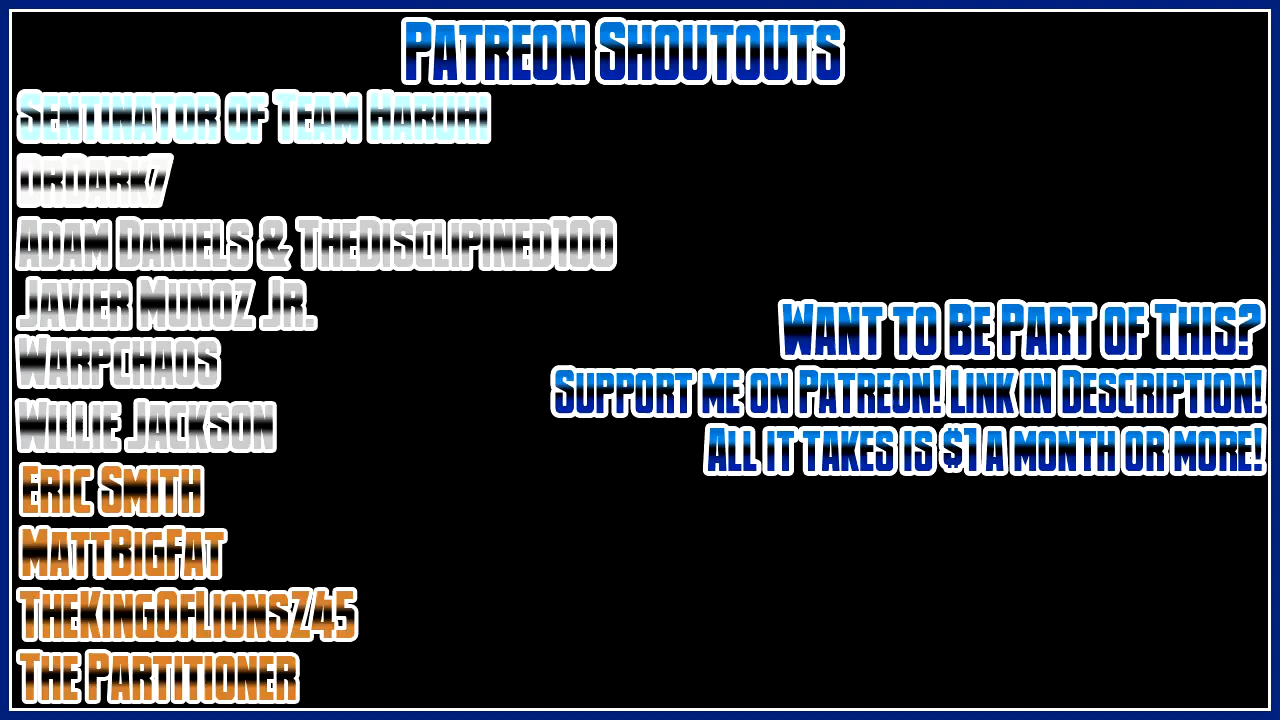 Patreon Shoutouts
Sentinator of Team Haruhi
DrDark7
Adam Daniels & TheDisclipined100
Javier Munoz Jr.
Warpchaos
Willie Jackson
Eric Smith
MattBigFat
TheKingOfLionsZ45
The Partitioner
Want to Be Part of This?
Support me on Patreon! Link in Description!
All it takes is $1 a month or more!